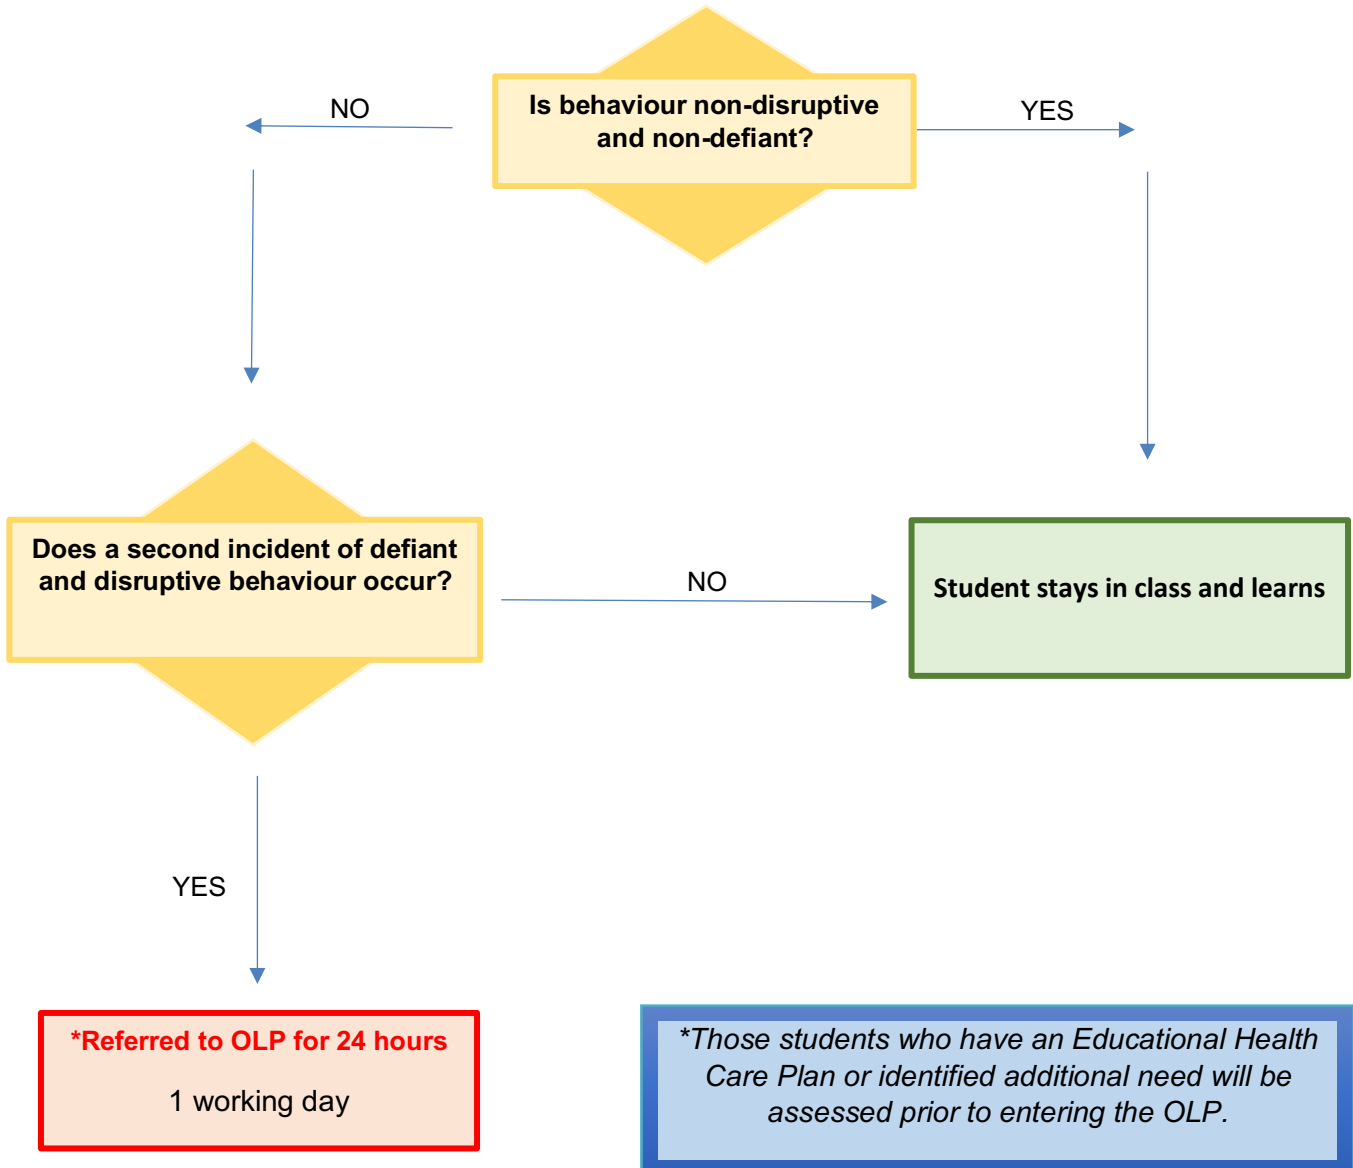 Is behaviour non-disruptive
and non-defiant?
NO
YES
Does a second incident of defiant
and disruptive behaviour occur?
NO
Student stays in class and learns
YES
*Referred to OLP for 24 hours
1 working day
*Those students who have an Educational Health
Care Plan or identified additional need will be
assessed prior to entering the OLP.